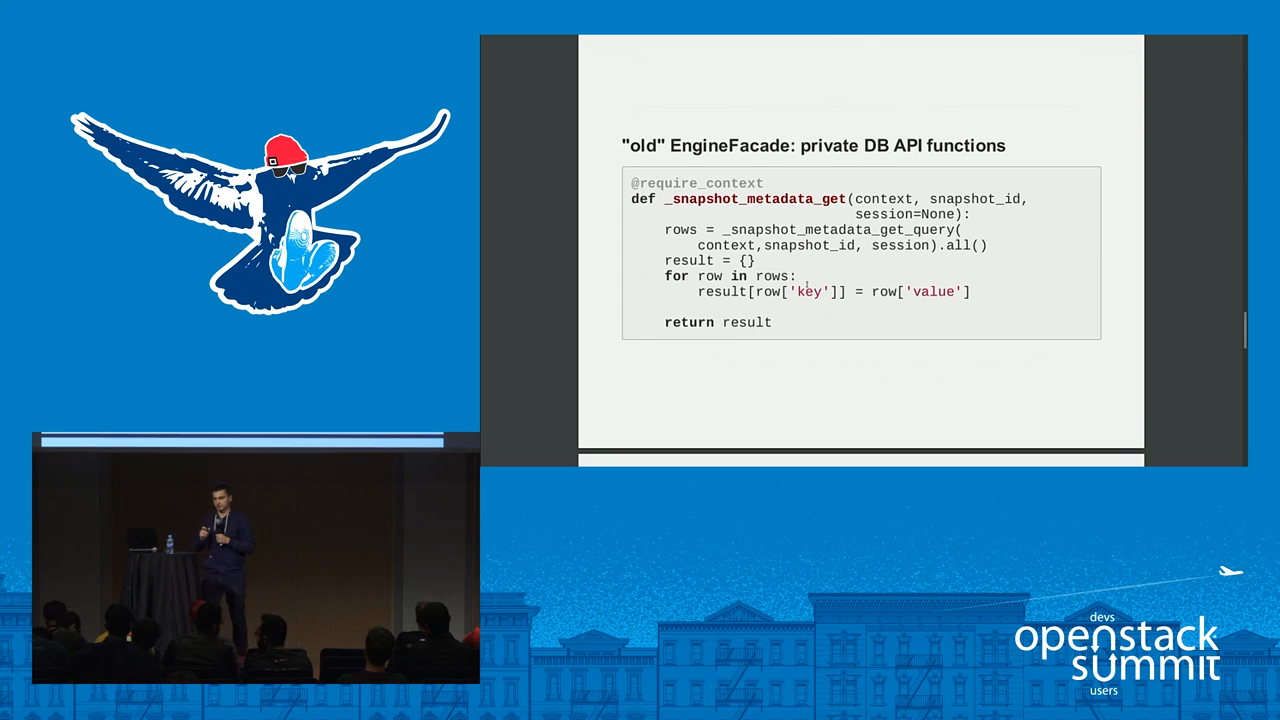 "old" EngineFacade: private DB API functions
@require_context
def _snapshot_metadata_get(context, snapshot_id,
                           session=None):
    rows = _snapshot_metadata_get_query(
        context,snapshot_id, session).all()
    result = {}
    for row in rows:
        result[row['key']] = row['value']
    return result
devs
openstack
summit
users